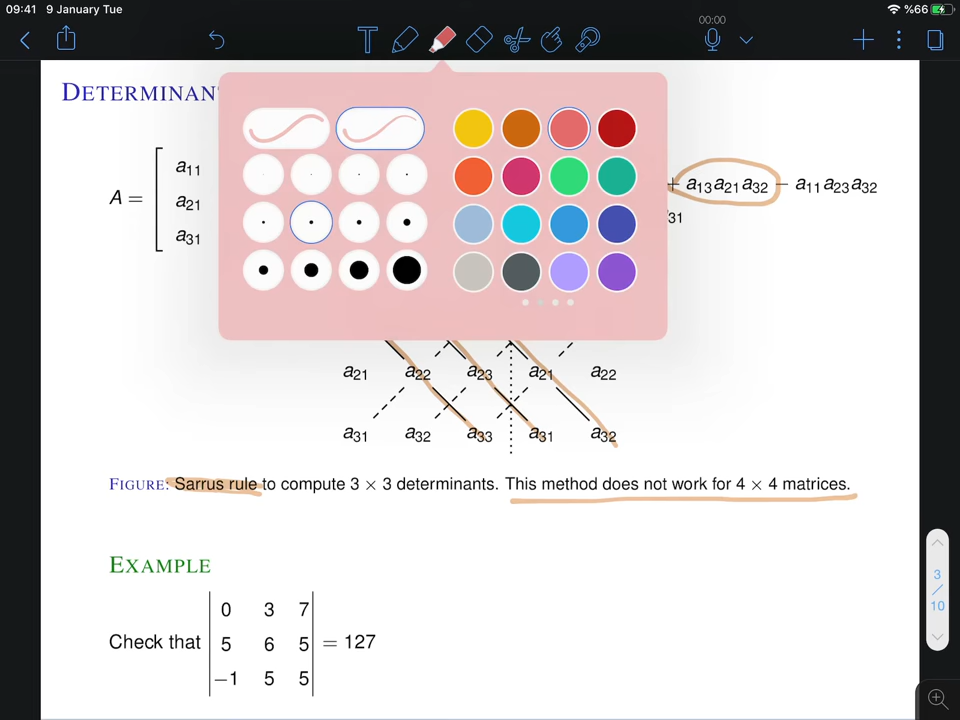 09:41 9 January Tue %66
00:00
DETERMINAN
A = [ a11
a21
a31
+ a13a21a32 − a11a23a32
31
a21 a22 a23 a21 a22
a31 a32 a33 a31 a32
FIGURE: Sarrus rule to compute 3 × 3 determinants. This method does not work for 4 × 4 matrices.
EXAMPLE
0 3 7
Check that 5 6 5 = 127
−1 5 5
3
/
10